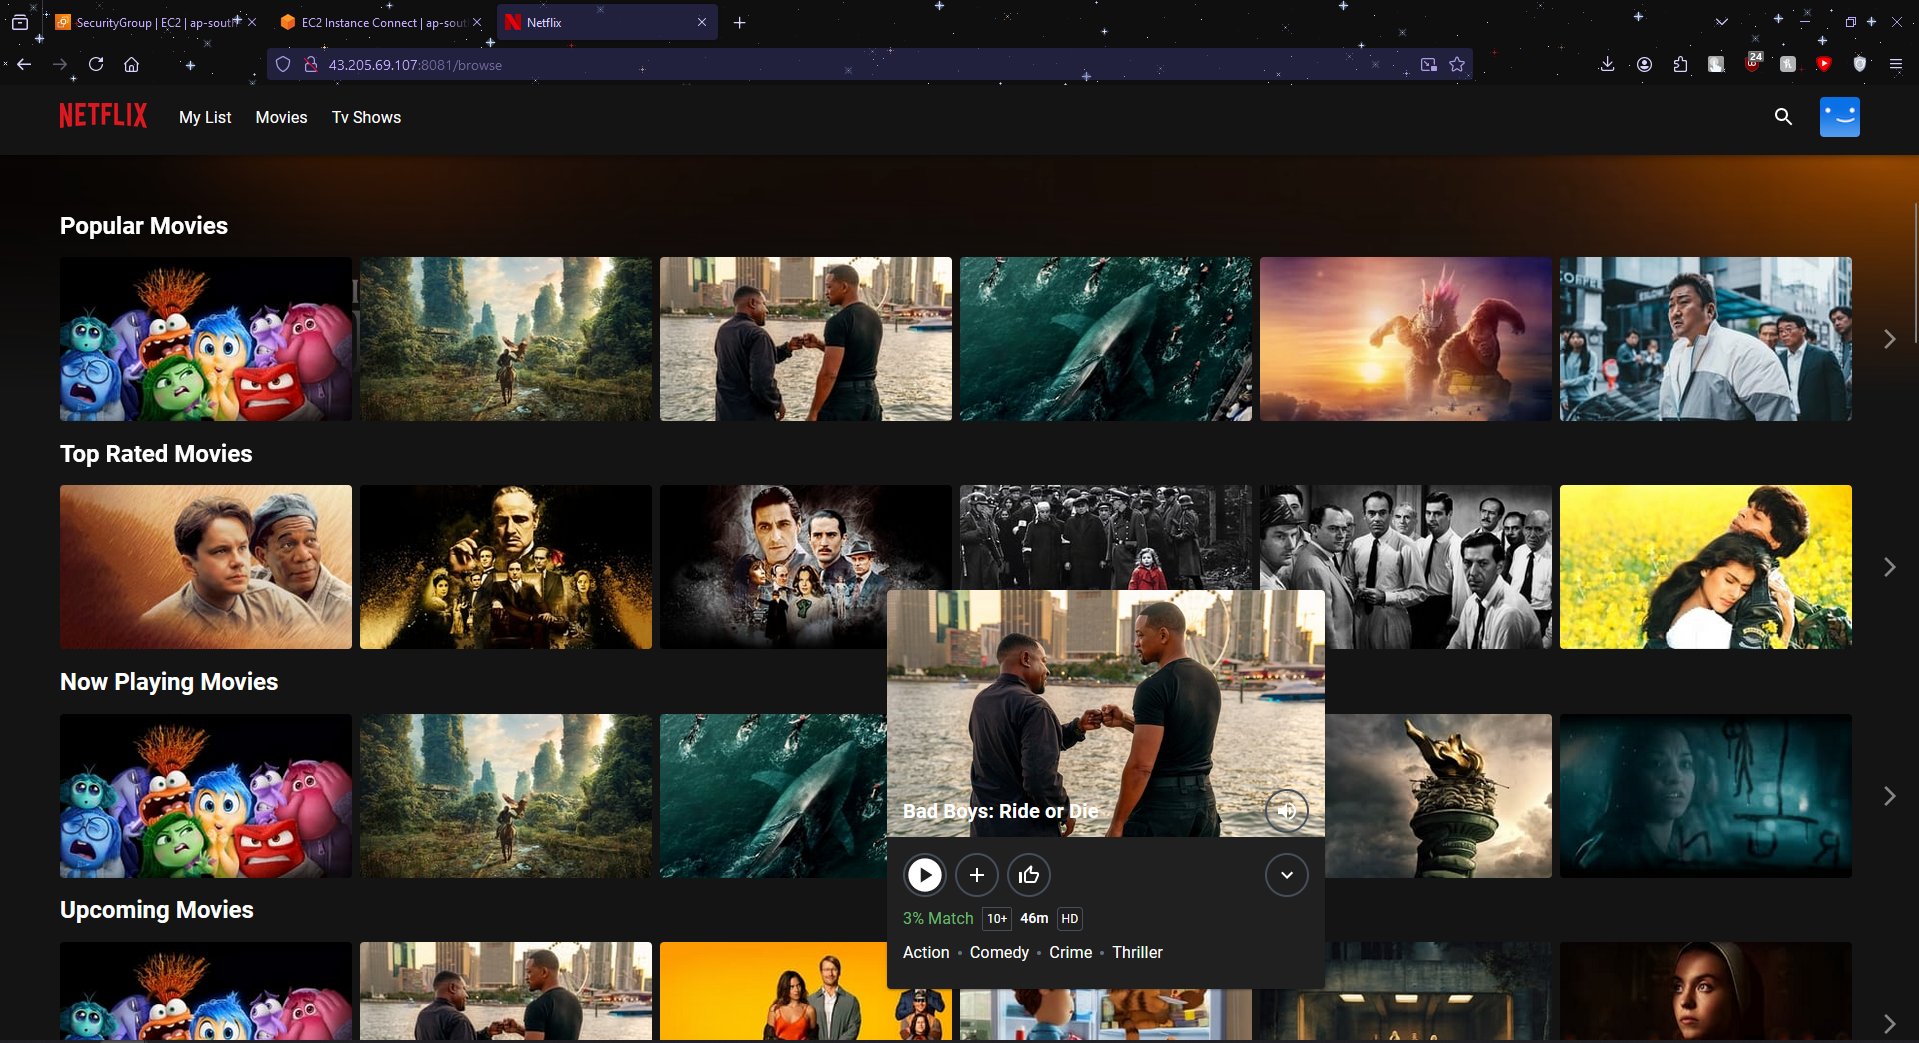 SecurityGroup | EC2 | ap-south
EC2 Instance Connect | ap-sout
Netflix
43.205.69.107:8081/browse
24
NETFLIX
My List
Movies
Tv Shows
Popular Movies
Top Rated Movies
Now Playing Movies
Bad Boys: Ride or Die
3% Match
10+
46m
HD
Action • Comedy • Crime • Thriller
Upcoming Movies